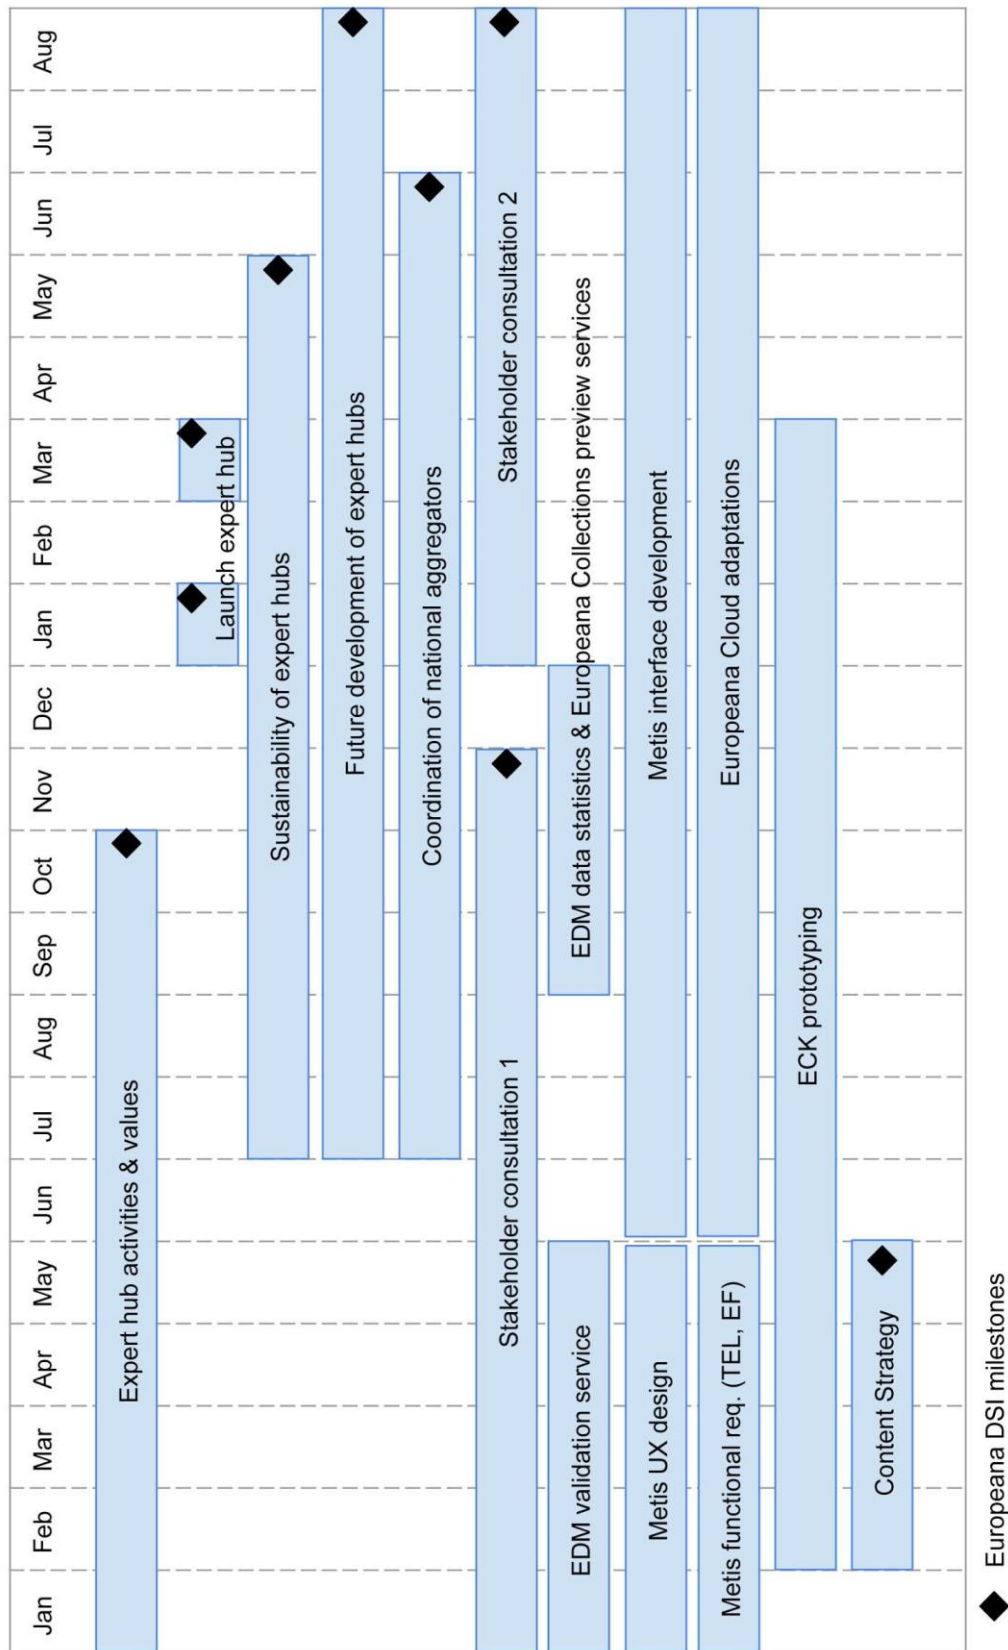 Jan Feb Mar Apr May Jun Jul Aug Sep Oct Nov Dec Jan Feb Mar Apr May Jun Jul Aug
Expert hub activities & values
Launch expert hub
Sustainability of expert hubs
Future development of expert hubs
Coordination of national aggregators
Stakeholder consultation 1 Stakeholder consultation 2
EDM validation service EDM data statistics & European Collections preview services
Metis UX design Metis interface development
Metis functional req. (TEL, EF) European Cloud adaptations
ECK prototyping
Content Strategy
Europeana DSI milestones